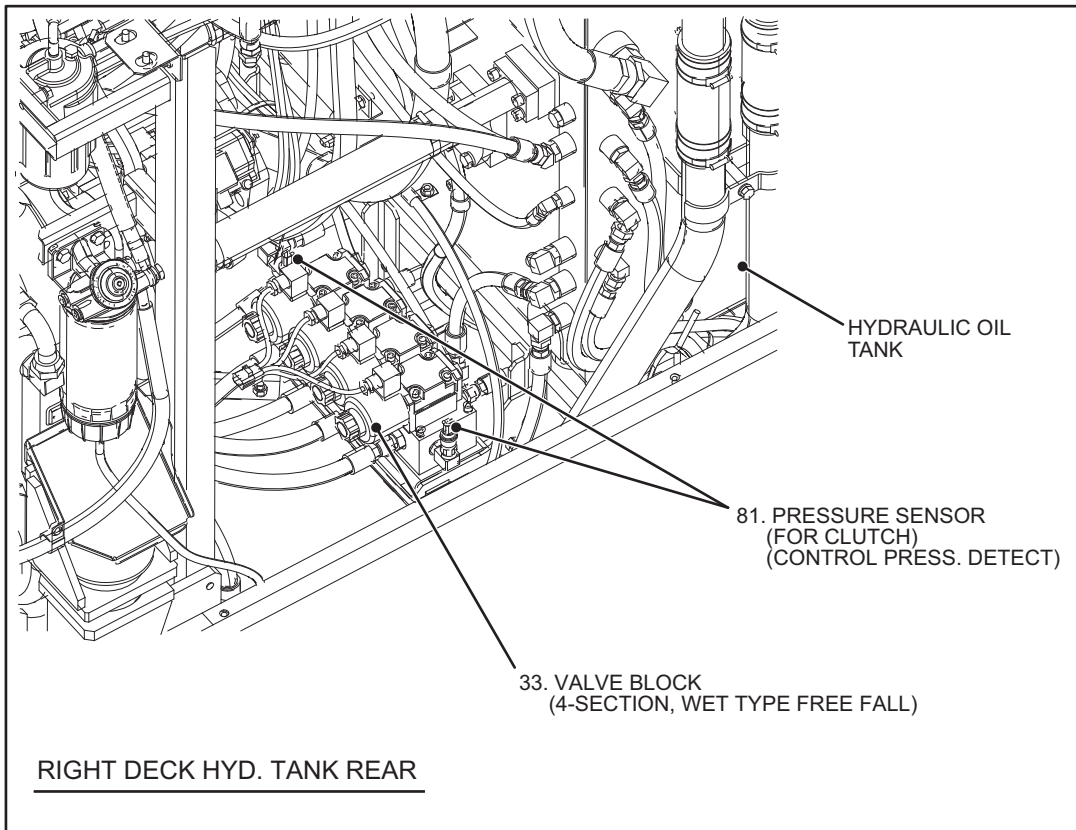 HYDRAULIC OIL
TANK
81. PRESSURE SENSOR
(FOR CLUTCH)
(CONTROL PRESS. DETECT)
33. VALVE BLOCK
(4-SECTION, WET TYPE FREE FALL)
RIGHT DECK HYD. TANK REAR